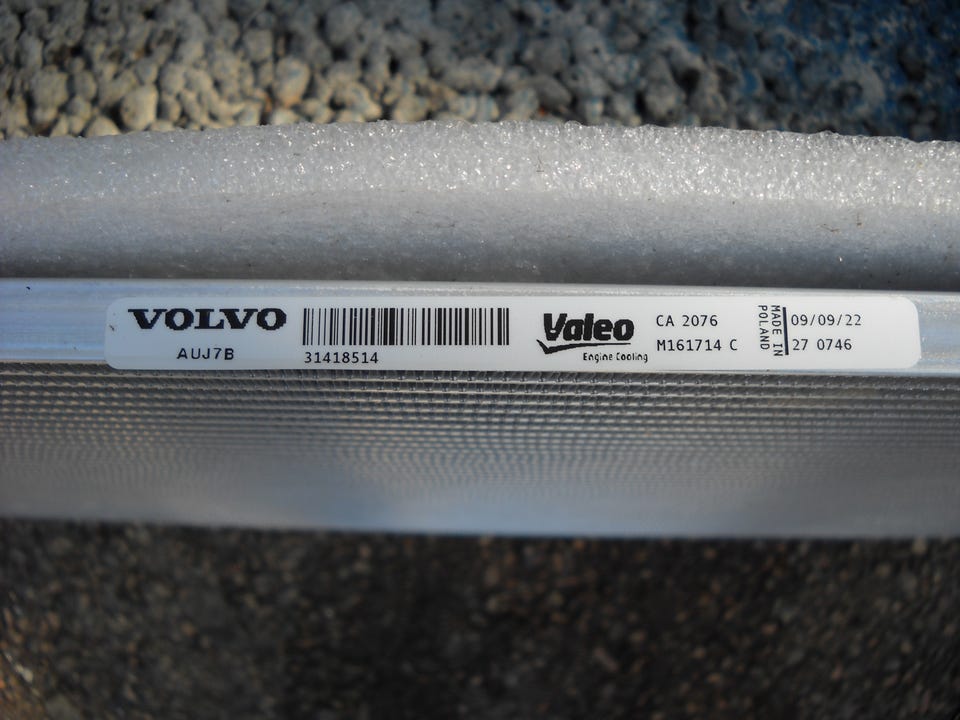 VOLVO
AUJ7B
31418514
Valeo
Engine Cooling
CA 2076
M161714 C
MADE IN
POLAND
09/09/22
27 0746